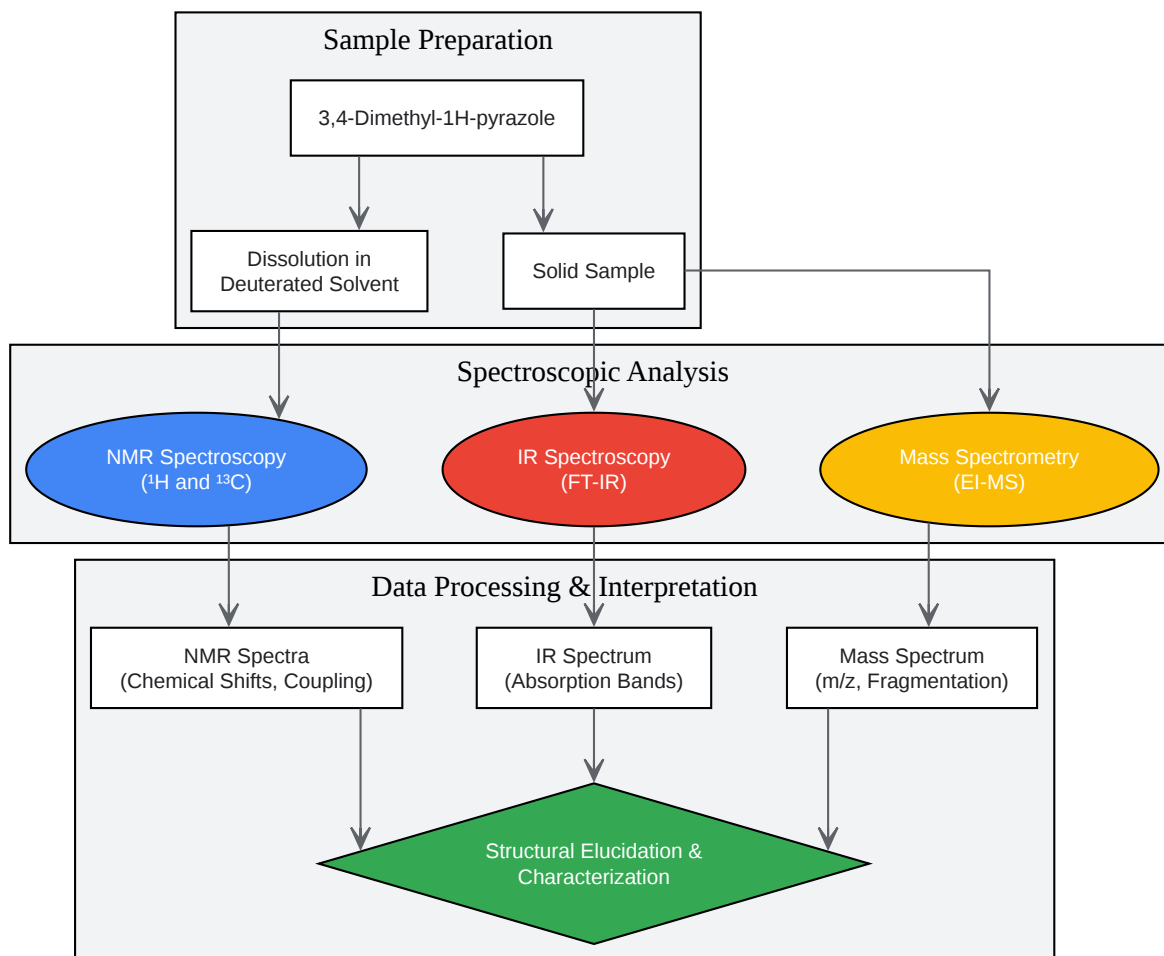 Sample Preparation
3,4-Dimethyl-1H-pyrazole
Dissolution in
Deuterated Solvent
Solid Sample
Spectroscopic Analysis
NMR Spectroscopy
(¹H and ¹³C)
IR Spectroscopy
(FT-IR)
Mass Spectrometry
(EI-MS)
Data Processing & Interpretation
NMR Spectra
(Chemical Shifts, Coupling)
IR Spectrum
(Absorption Bands)
Mass Spectrum
(m/z, Fragmentation)
Structural Elucidation &
Characterization